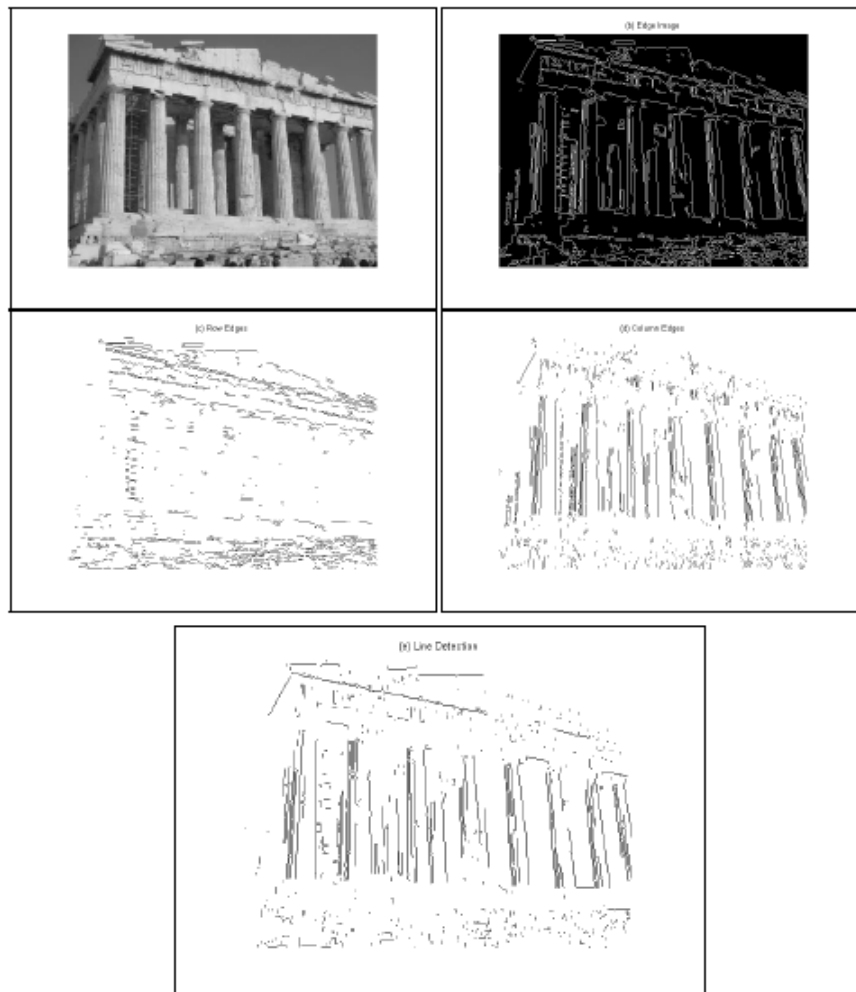 (b) Edge Image
(c) Row Edges
(d) Column Edges
(e) Line Detection